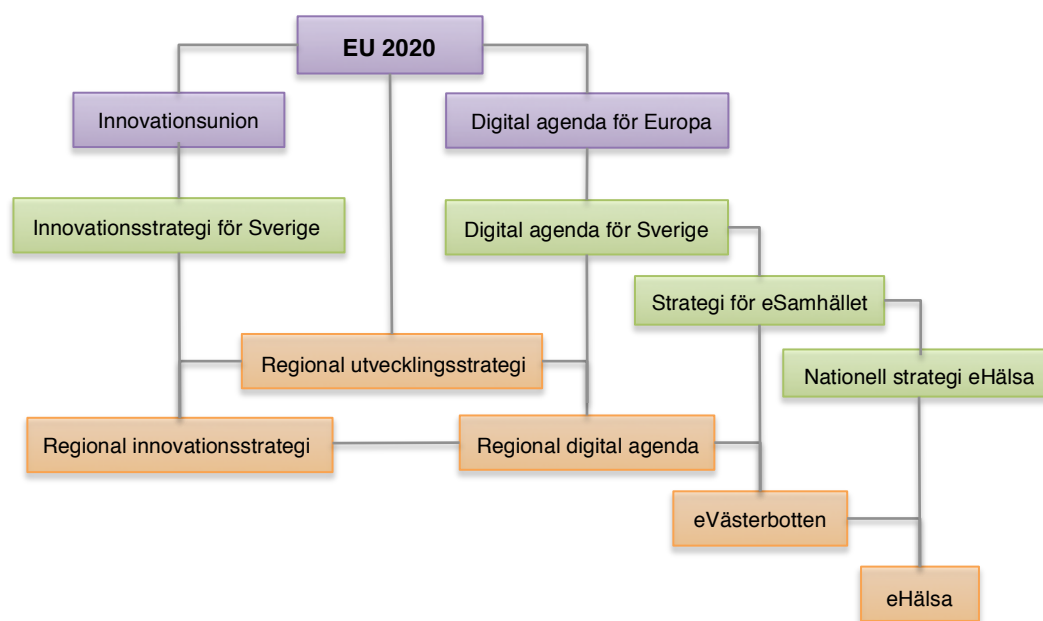 EU 2020
Innovationsunion
Digital agenda för Europa
Innovationsstrategi för Sverige
Digital agenda för Sverige
Strategi för eSamhället
Regional utvecklingsstrategi
Nationell strategi eHälsa
Regional innovationsstrategi
Regional digital agenda
eVästerbotten
eHälsa